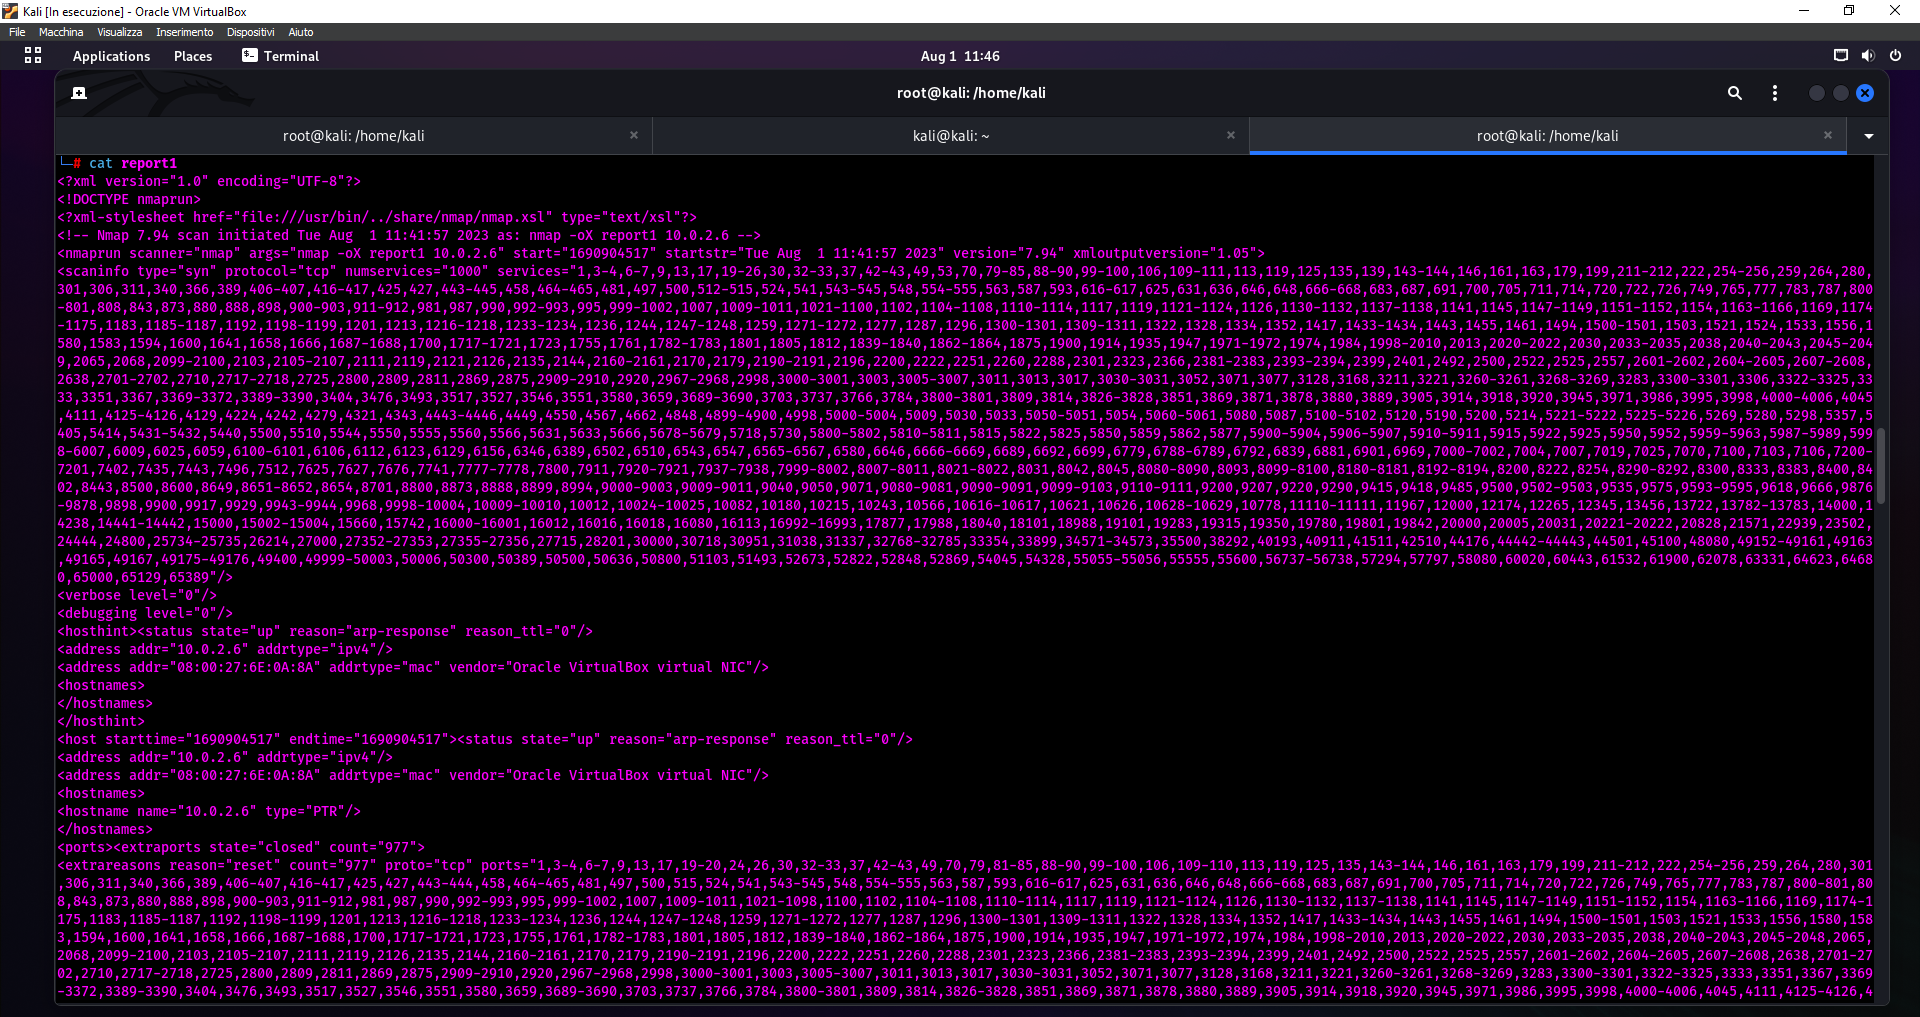 Kali [In esecuzione] - Oracle VM VirtualBox
File Macchina Visualizza Inserimento Dispositivi Aiuto
Applications Places Terminal Aug 1 11:46
root@kali: /home/kali
root@kali: /home/kali kali@kali: ~ root@kali: /home/kali
└─# cat report1
<?xml version="1.0" encoding="UTF-8"?>
<!DOCTYPE nmaprun>
<?xml-stylesheet href="file:///usr/bin/../share/nmap/nmap.xsl" type="text/xsl"?>
<!-- Nmap 7.94 scan initiated Tue Aug  1 11:41:57 2023 as: nmap -oX report1 10.0.2.6 -->
<nmaprun scanner="nmap" args="nmap -oX report1 10.0.2.6" start="1690904517" startstr="Tue Aug  1 11:41:57 2023" version="7.94" xmloutputversion="1.05">
<scaninfo type="syn" protocol="tcp" numservices="1000" services="1,3-4,6-7,9,13,17,19-26,30,32-33,37,42-43,49,53,70,79-85,88-90,99-100,106,109-111,113,119,125,135,139,143-144,146,161,163,179,199,211-212,222,254-256,259,264,280,
301,306,311,340,366,389,406-407,416-417,425,427,443-445,458,464-465,481,497,500,512-515,524,541,543-545,548,554-555,563,587,593,616-617,625,631,636,646,648,666-668,683,687,691,700,705,711,714,720,722,726,749,765,777,783,787,800
-801,808,843,873,880,888,898,900-903,911-912,981,987,990,992-993,995,999-1002,1007,1009-1011,1021-1100,1102,1104-1108,1110-1114,1117,1119,1121-1124,1126,1130-1132,1137-1138,1141,1145,1147-1149,1151-1152,1154,1163-1166,1169,1174
-1175,1183,1185-1187,1192,1198-1199,1201,1213,1216-1218,1233-1234,1236,1244,1247-1248,1259,1271-1272,1277,1287,1296,1300-1301,1309-1311,1322,1328,1334,1352,1417,1433-1434,1443,1455,1461,1494,1500-1501,1503,1521,1524,1533,1556,1
580,1583,1594,1600,1641,1658,1666,1687-1688,1700,1717-1721,1723,1755,1761,1782-1783,1801,1805,1812,1839-1840,1862-1864,1875,1900,1914,1935,1947,1971-1972,1974,1984,1998-2010,2013,2020-2022,2030,2033-2035,2038,2040-2043,2045-204
9,2065,2068,2099-2100,2103,2105-2107,2111,2119,2121,2126,2135,2144,2160-2161,2170,2179,2190-2191,2196,2200,2222,2251,2260,2288,2301,2323,2366,2381-2383,2393-2394,2399,2401,2492,2500,2522,2525,2557,2601-2602,2604-2605,2607-2608,
2638,2701-2702,2710,2717-2718,2725,2800,2809,2811,2869,2875,2909-2910,2920,2967-2968,2998,3000-3001,3003,3005-3007,3011,3013,3017,3030-3031,3052,3071,3077,3128,3168,3211,3221,3260-3261,3268-3269,3283,3300-3301,3306,3322-3325,33
33,3351,3367,3369-3372,3389-3390,3404,3476,3493,3517,3527,3546,3551,3580,3659,3689-3690,3703,3737,3766,3784,3800-3801,3809,3814,3826-3828,3851,3869,3871,3878,3880,3889,3905,3914,3918,3920,3945,3971,3986,3995,3998,4000-4006,4045
,4111,4125-4126,4129,4224,4242,4279,4321,4343,4443-4446,4449,4550,4567,4662,4848,4899-4900,4998,5000-5004,5009,5030,5033,5050-5051,5054,5060-5061,5080,5087,5100-5102,5120,5190,5200,5214,5221-5222,5225-5226,5269,5280,5298,5357,5
405,5414,5431-5432,5440,5500,5510,5544,5550,5555,5560,5566,5631,5633,5666,5678-5679,5718,5730,5800-5802,5810-5811,5815,5822,5825,5850,5859,5862,5877,5900-5904,5906-5907,5910-5911,5915,5922,5925,5950,5952,5959-5963,5987-5989,599
8-6007,6009,6025,6059,6100-6101,6106,6112,6123,6129,6156,6346,6389,6502,6510,6543,6547,6565-6567,6580,6646,6666-6669,6689,6692,6699,6779,6788-6789,6792,6839,6881,6901,6969,7000-7002,7004,7007,7019,7025,7070,7100,7103,7106,7200-
7201,7402,7435,7443,7496,7512,7625,7627,7676,7741,7777-7778,7800,7911,7920-7921,7937-7938,7999-8002,8007-8011,8021-8022,8031,8042,8045,8080-8090,8093,8099-8100,8180-8181,8192-8194,8200,8222,8254,8290-8292,8300,8333,8383,8400,84
02,8443,8500,8600,8649,8651-8652,8654,8701,8800,8873,8888,8899,8994,9000-9003,9009-9011,9040,9050,9071,9080-9081,9090-9091,9099-9103,9110-9111,9200,9207,9220,9290,9415,9418,9485,9500,9502-9503,9535,9575,9593-9595,9618,9666,9876
-9878,9898,9900,9917,9929,9943-9944,9968,9998-10004,10009-10010,10012,10024-10025,10082,10180,10215,10243,10566,10616-10617,10621,10626,10628-10629,10778,11110-11111,11967,12000,12174,12265,12345,13456,13722,13782-13783,14000,1
4238,14441-14442,15000,15002-15004,15660,15742,16000-16001,16012,16016,16018,16080,16113,16992-16993,17877,17988,18040,18101,18988,19101,19283,19315,19350,19780,19801,19842,20000,20005,20031,20221-20222,20828,21571,22939,23502,
24444,24800,25734-25735,26214,27000,27352-27353,27355-27356,27715,28201,30000,30718,30951,31038,31337,32768-32785,33354,33899,34571-34573,35500,38292,40193,40911,41511,42510,44176,44442-44443,44501,45100,48080,49152-49161,49163
,49165,49167,49175-49176,49400,49999-50003,50006,50300,50389,50500,50636,50800,51103,51493,52673,52822,52848,52869,54045,54328,55055-55056,55555,55600,56737-56738,57294,57797,58080,60020,60443,61532,61900,62078,63331,64623,6468
0,65000,65129,65389"/>
<verbose level="0"/>
<debugging level="0"/>
<hosthint><status state="up" reason="arp-response" reason_ttl="0"/>
<address addr="10.0.2.6" addrtype="ipv4"/>
<address addr="08:00:27:6E:0A:8A" addrtype="mac" vendor="Oracle VirtualBox virtual NIC"/>
<hostnames>
</hostnames>
</hosthint>
<host starttime="1690904517" endtime="1690904517"><status state="up" reason="arp-response" reason_ttl="0"/>
<address addr="10.0.2.6" addrtype="ipv4"/>
<address addr="08:00:27:6E:0A:8A" addrtype="mac" vendor="Oracle VirtualBox virtual NIC"/>
<hostnames>
<hostname name="10.0.2.6" type="PTR"/>
</hostnames>
<ports><extraports state="closed" count="977">
<extrareasons reason="reset" count="977" proto="tcp" ports="1,3-4,6-7,9,13,17,19-20,24,26,30,32-33,37,42-43,49,70,79,81-85,88-90,99-100,106,109-110,113,119,125,135,143-144,146,161,163,179,199,211-212,222,254-256,259,264,280,301
,306,311,340,366,389,406-407,416-417,425,427,443-444,458,464-465,481,497,500,515,524,541,543-545,548,554-555,563,587,593,616-617,625,631,636,646,648,666-668,683,687,691,700,705,711,714,720,722,726,749,765,777,783,787,800-801,80
8,843,873,880,888,898,900-903,911-912,981,987,990,992-993,995,999-1002,1007,1009-1011,1021-1098,1100,1102,1104-1108,1110-1114,1117,1119,1121-1124,1126,1130-1132,1137-1138,1141,1145,1147-1149,1151-1152,1154,1163-1166,1169,1174-1
175,1183,1185-1187,1192,1198-1199,1201,1213,1216-1218,1233-1234,1236,1244,1247-1248,1259,1271-1272,1277,1287,1296,1300-1301,1309-1311,1322,1328,1334,1352,1417,1433-1434,1443,1455,1461,1494,1500-1501,1503,1521,1533,1556,1580,158
3,1594,1600,1641,1658,1666,1687-1688,1700,1717-1721,1723,1755,1761,1782-1783,1801,1805,1812,1839-1840,1862-1864,1875,1900,1914,1935,1947,1971-1972,1974,1984,1998-2010,2013,2020-2022,2030,2033-2035,2038,2040-2043,2045-2048,2065,
2068,2099-2100,2103,2105-2107,2111,2119,2126,2135,2144,2160-2161,2170,2179,2190-2191,2196,2200,2222,2251,2260,2288,2301,2323,2366,2381-2383,2393-2394,2399,2401,2492,2500,2522,2525,2557,2601-2602,2604-2605,2607-2608,2638,2701-27
02,2710,2717-2718,2725,2800,2809,2811,2869,2875,2909-2910,2920,2967-2968,2998,3000-3001,3003,3005-3007,3011,3013,3017,3030-3031,3052,3071,3077,3128,3168,3211,3221,3260-3261,3268-3269,3283,3300-3301,3322-3325,3333,3351,3367,3369
-3372,3389-3390,3404,3476,3493,3517,3527,3546,3551,3580,3659,3689-3690,3703,3737,3766,3784,3800-3801,3809,3814,3826-3828,3851,3869,3871,3878,3880,3889,3905,3914,3918,3920,3945,3971,3986,3995,3998,4000-4006,4045,4111,4125-4126,4